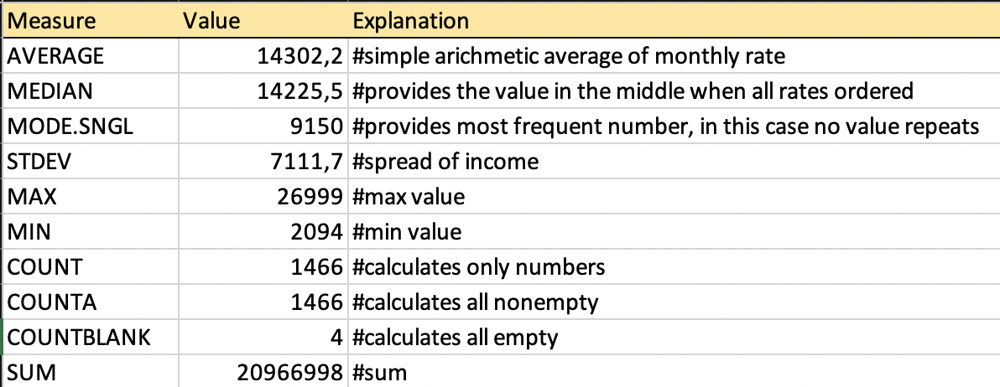 Measure Value Explanation
AVERAGE 14302,2 #simple arichmetic average of monthly rate
MEDIAN 14225,5 #provides the value in the middle when all rates ordered
MODE.SNGL 9150 #provides most frequent number, in this case no value repeats
STDEV 7111,7 #spread of income
MAX 26999 #max value
MIN 2094 #min value
COUNT 1466 #calculates only numbers
COUNTA 1466 #calculates all nonempty
COUNTBLANK 4 #calculates all empty
SUM 20966998 #sum